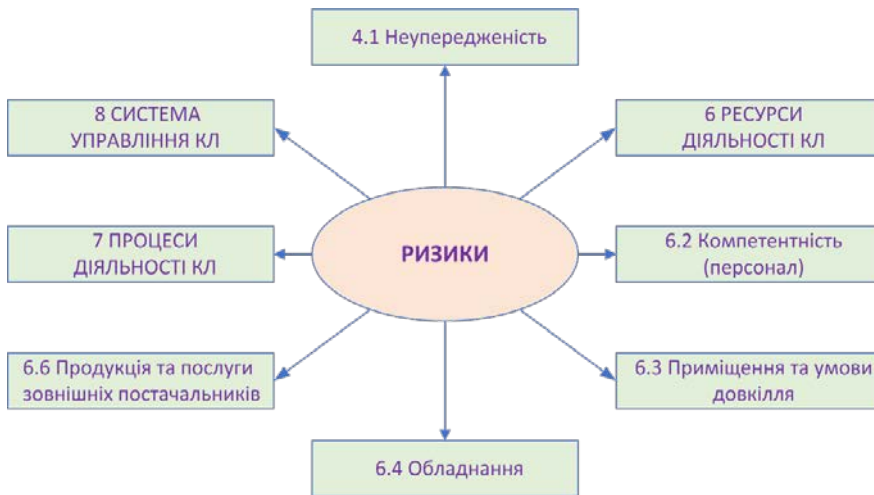 4.1 Неупередженість
8 СИСТЕМА
УПРАВЛІННЯ КЛ
6 РЕСУРСИ
ДІЯЛЬНОСТІ КЛ
7 ПРОЦЕСИ
ДІЯЛЬНОСТІ КЛ
РИЗИКИ
6.2 Компетентність
(персонал)
6.6 Продукція та послуги
зовнішніх постачальників
6.3 Приміщення та умови
довкілля
6.4 Обладнання